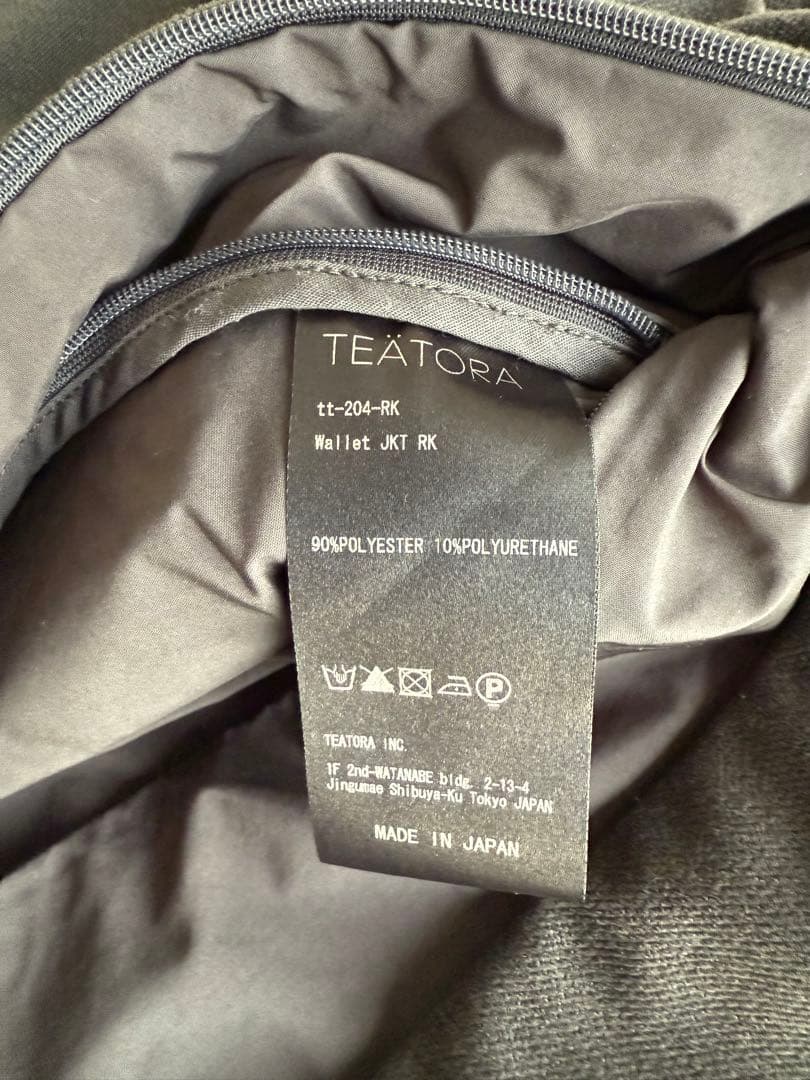 TEÄTORA
tt-204-RK
Wallet JKT RK
90%POLYESTER 10%POLYURETHANE
P
TEATORA INC.
1F 2nd-WATANABE bldg. 2-13-4
Jingumae Shibuya-Ku Tokyo JAPAN
MADE IN JAPAN